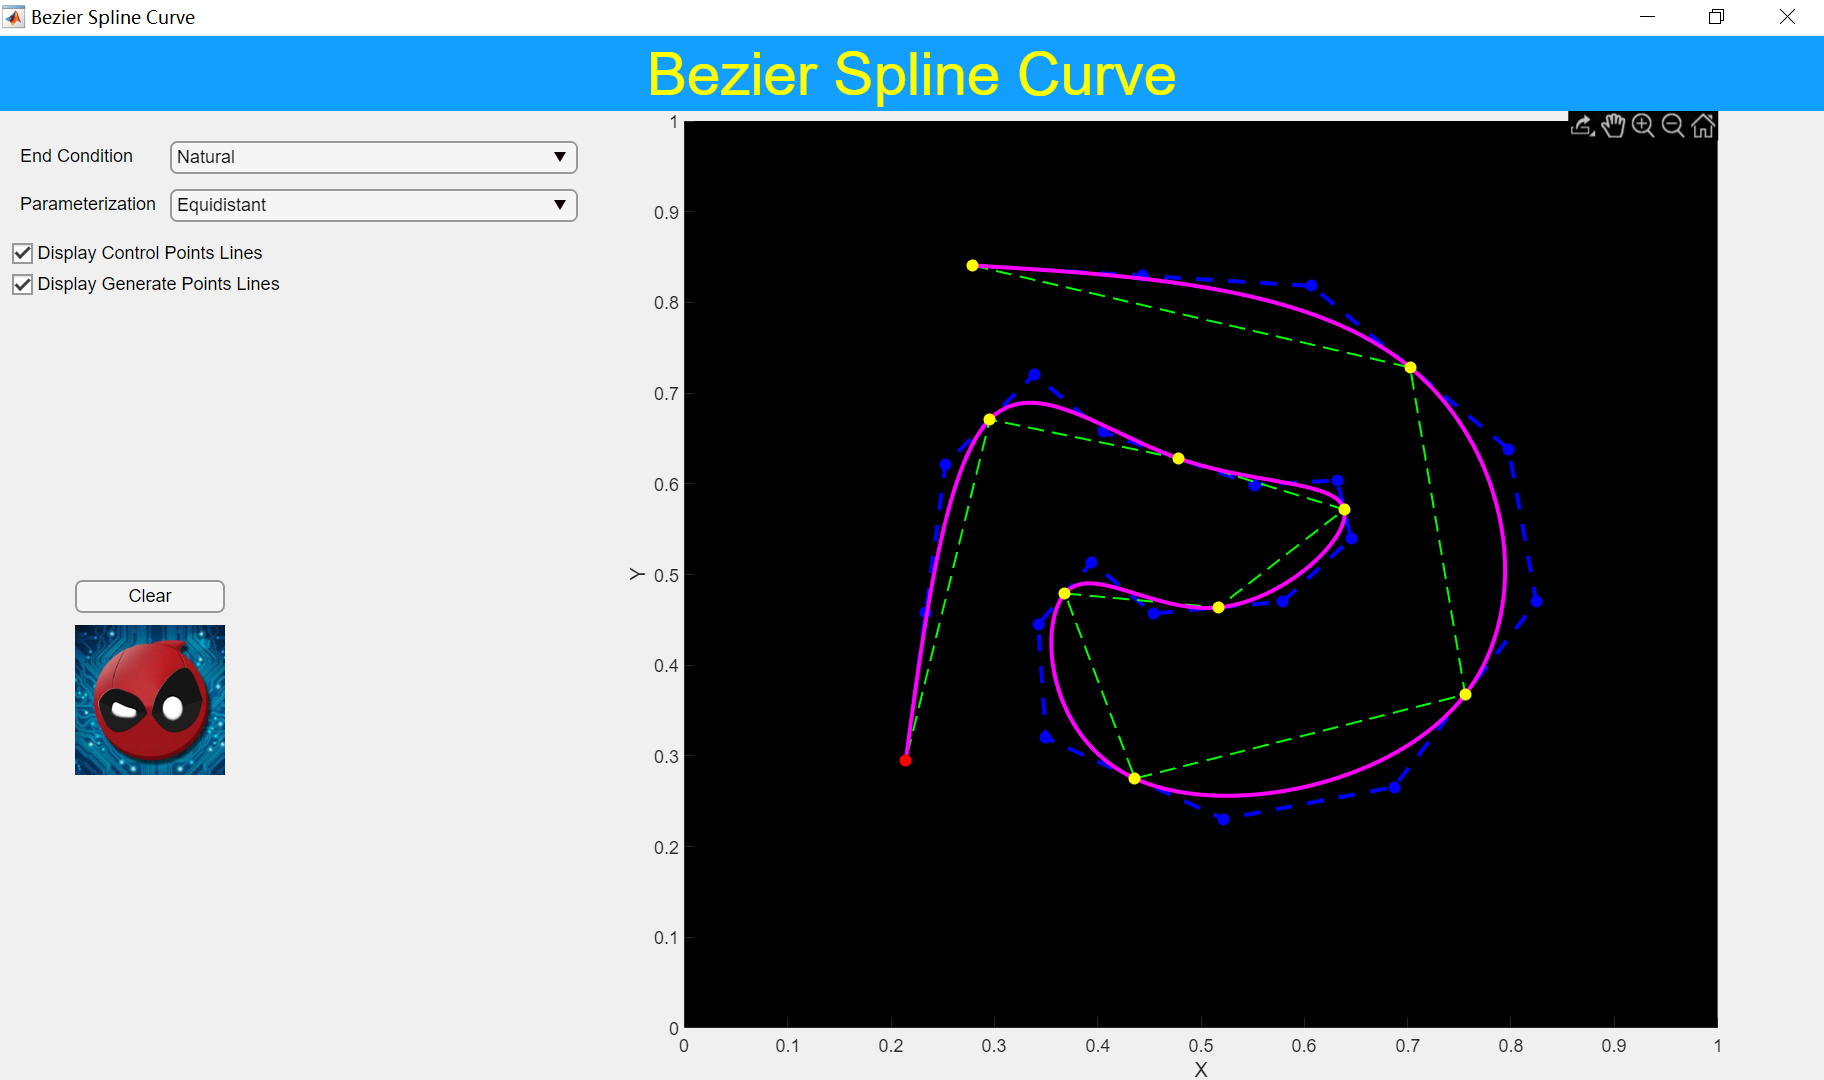 Bezier Spline Curve
Bezier Spline Curve
End Condition Natural
Parameterization Equidistant
Display Control Points Lines
Display Generate Points Lines
Clear
1
0.9
0.8
0.7
0.6
Y 0.5
0.4
0.3
0.2
0.1
0
0 0.1 0.2 0.3 0.4 0.5 0.6 0.7 0.8 0.9 1
X